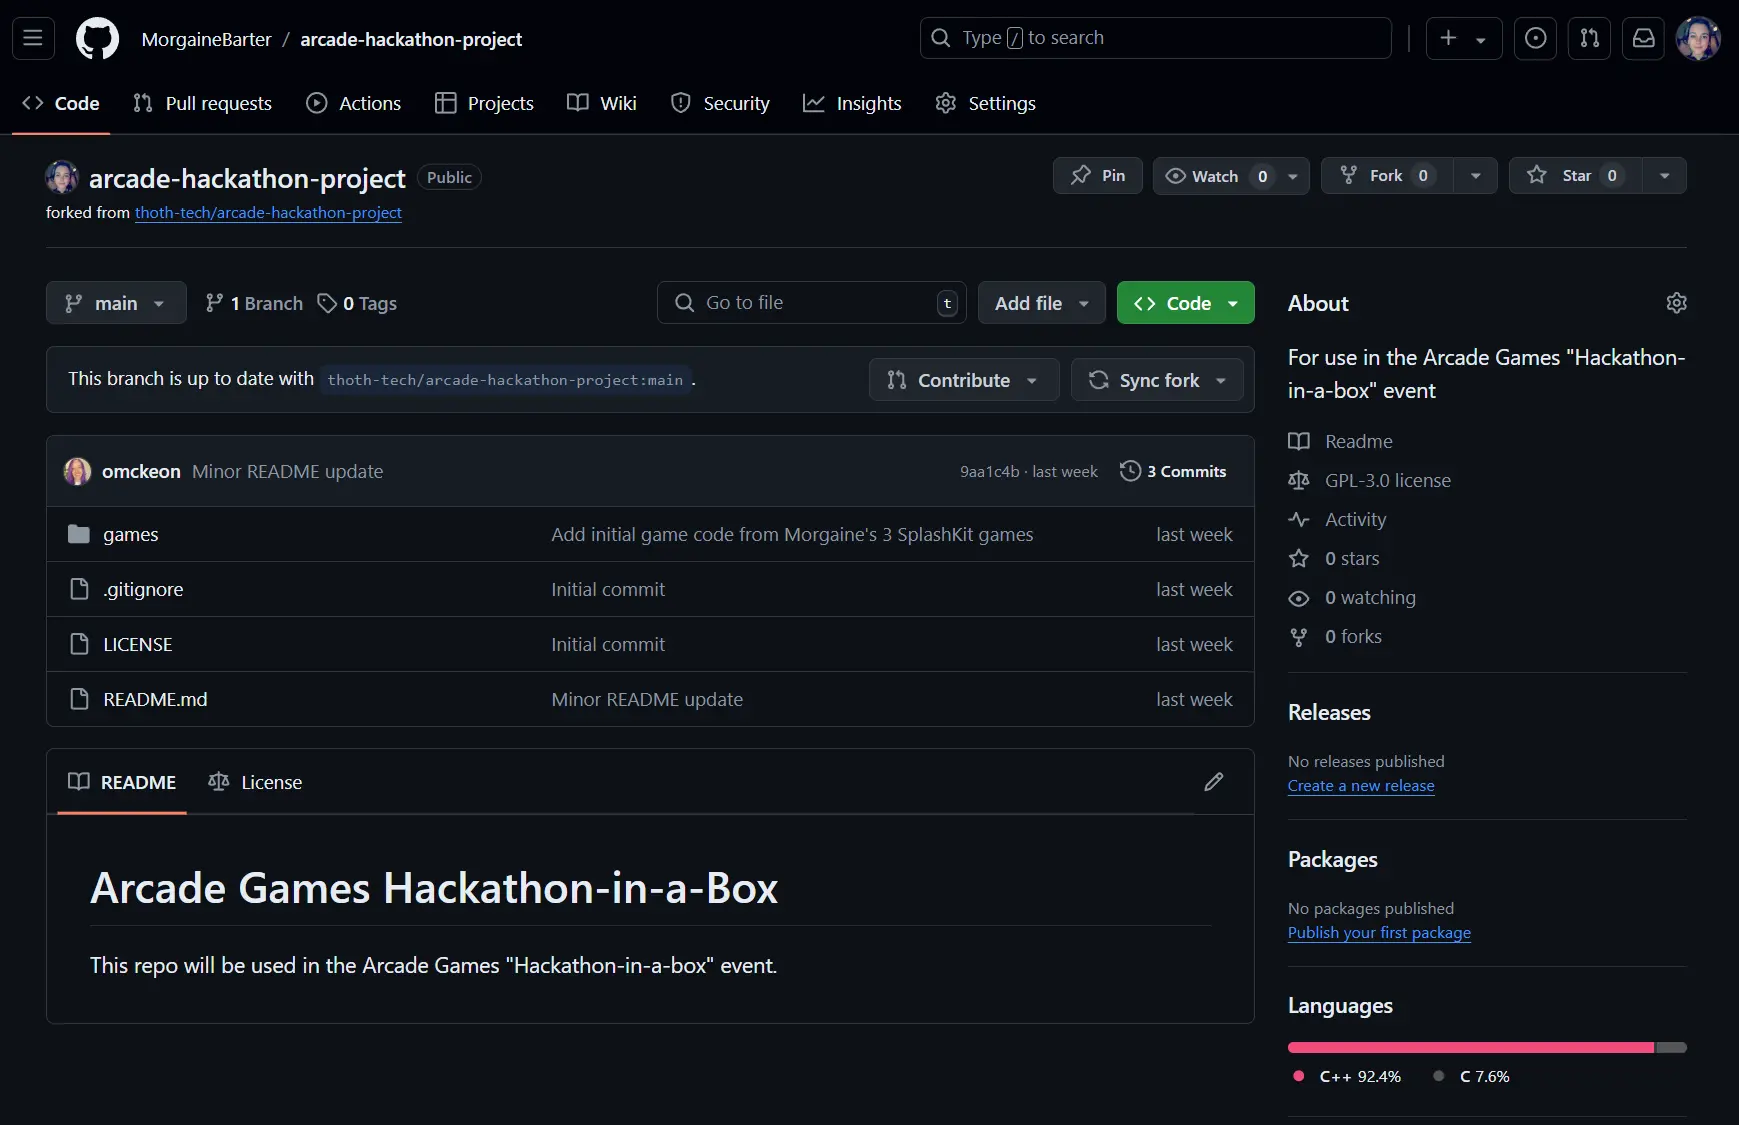 MorgaineBarter / arcade-hackathon-project
Type / to search
Code Pull requests Actions Projects Wiki Security Insights Settings
arcade-hackathon-project Public
Pin Watch 0 Fork 0 Star 0
forked from thoth-tech/arcade-hackathon-project
main 1 Branch 0 Tags
Go to file t
Add file
Code
This branch is up to date with thoth-tech/arcade-hackathon-project:main .
Contribute Sync fork
omckeon Minor README update 9aa1c4b · last week 3 Commits
games Add initial game code from Morgaine's 3 SplashKit games last week
.gitignore Initial commit last week
LICENSE Initial commit last week
README.md Minor README update last week
README License
Arcade Games Hackathon-in-a-Box
This repo will be used in the Arcade Games "Hackathon-in-a-box" event.
About
For use in the Arcade Games "Hackathon-
in-a-box" event
Readme
GPL-3.0 license
Activity
0 stars
0 watching
0 forks
Releases
No releases published
Create a new release
Packages
No packages published
Publish your first package
Languages
C++ 92.4% C 7.6%